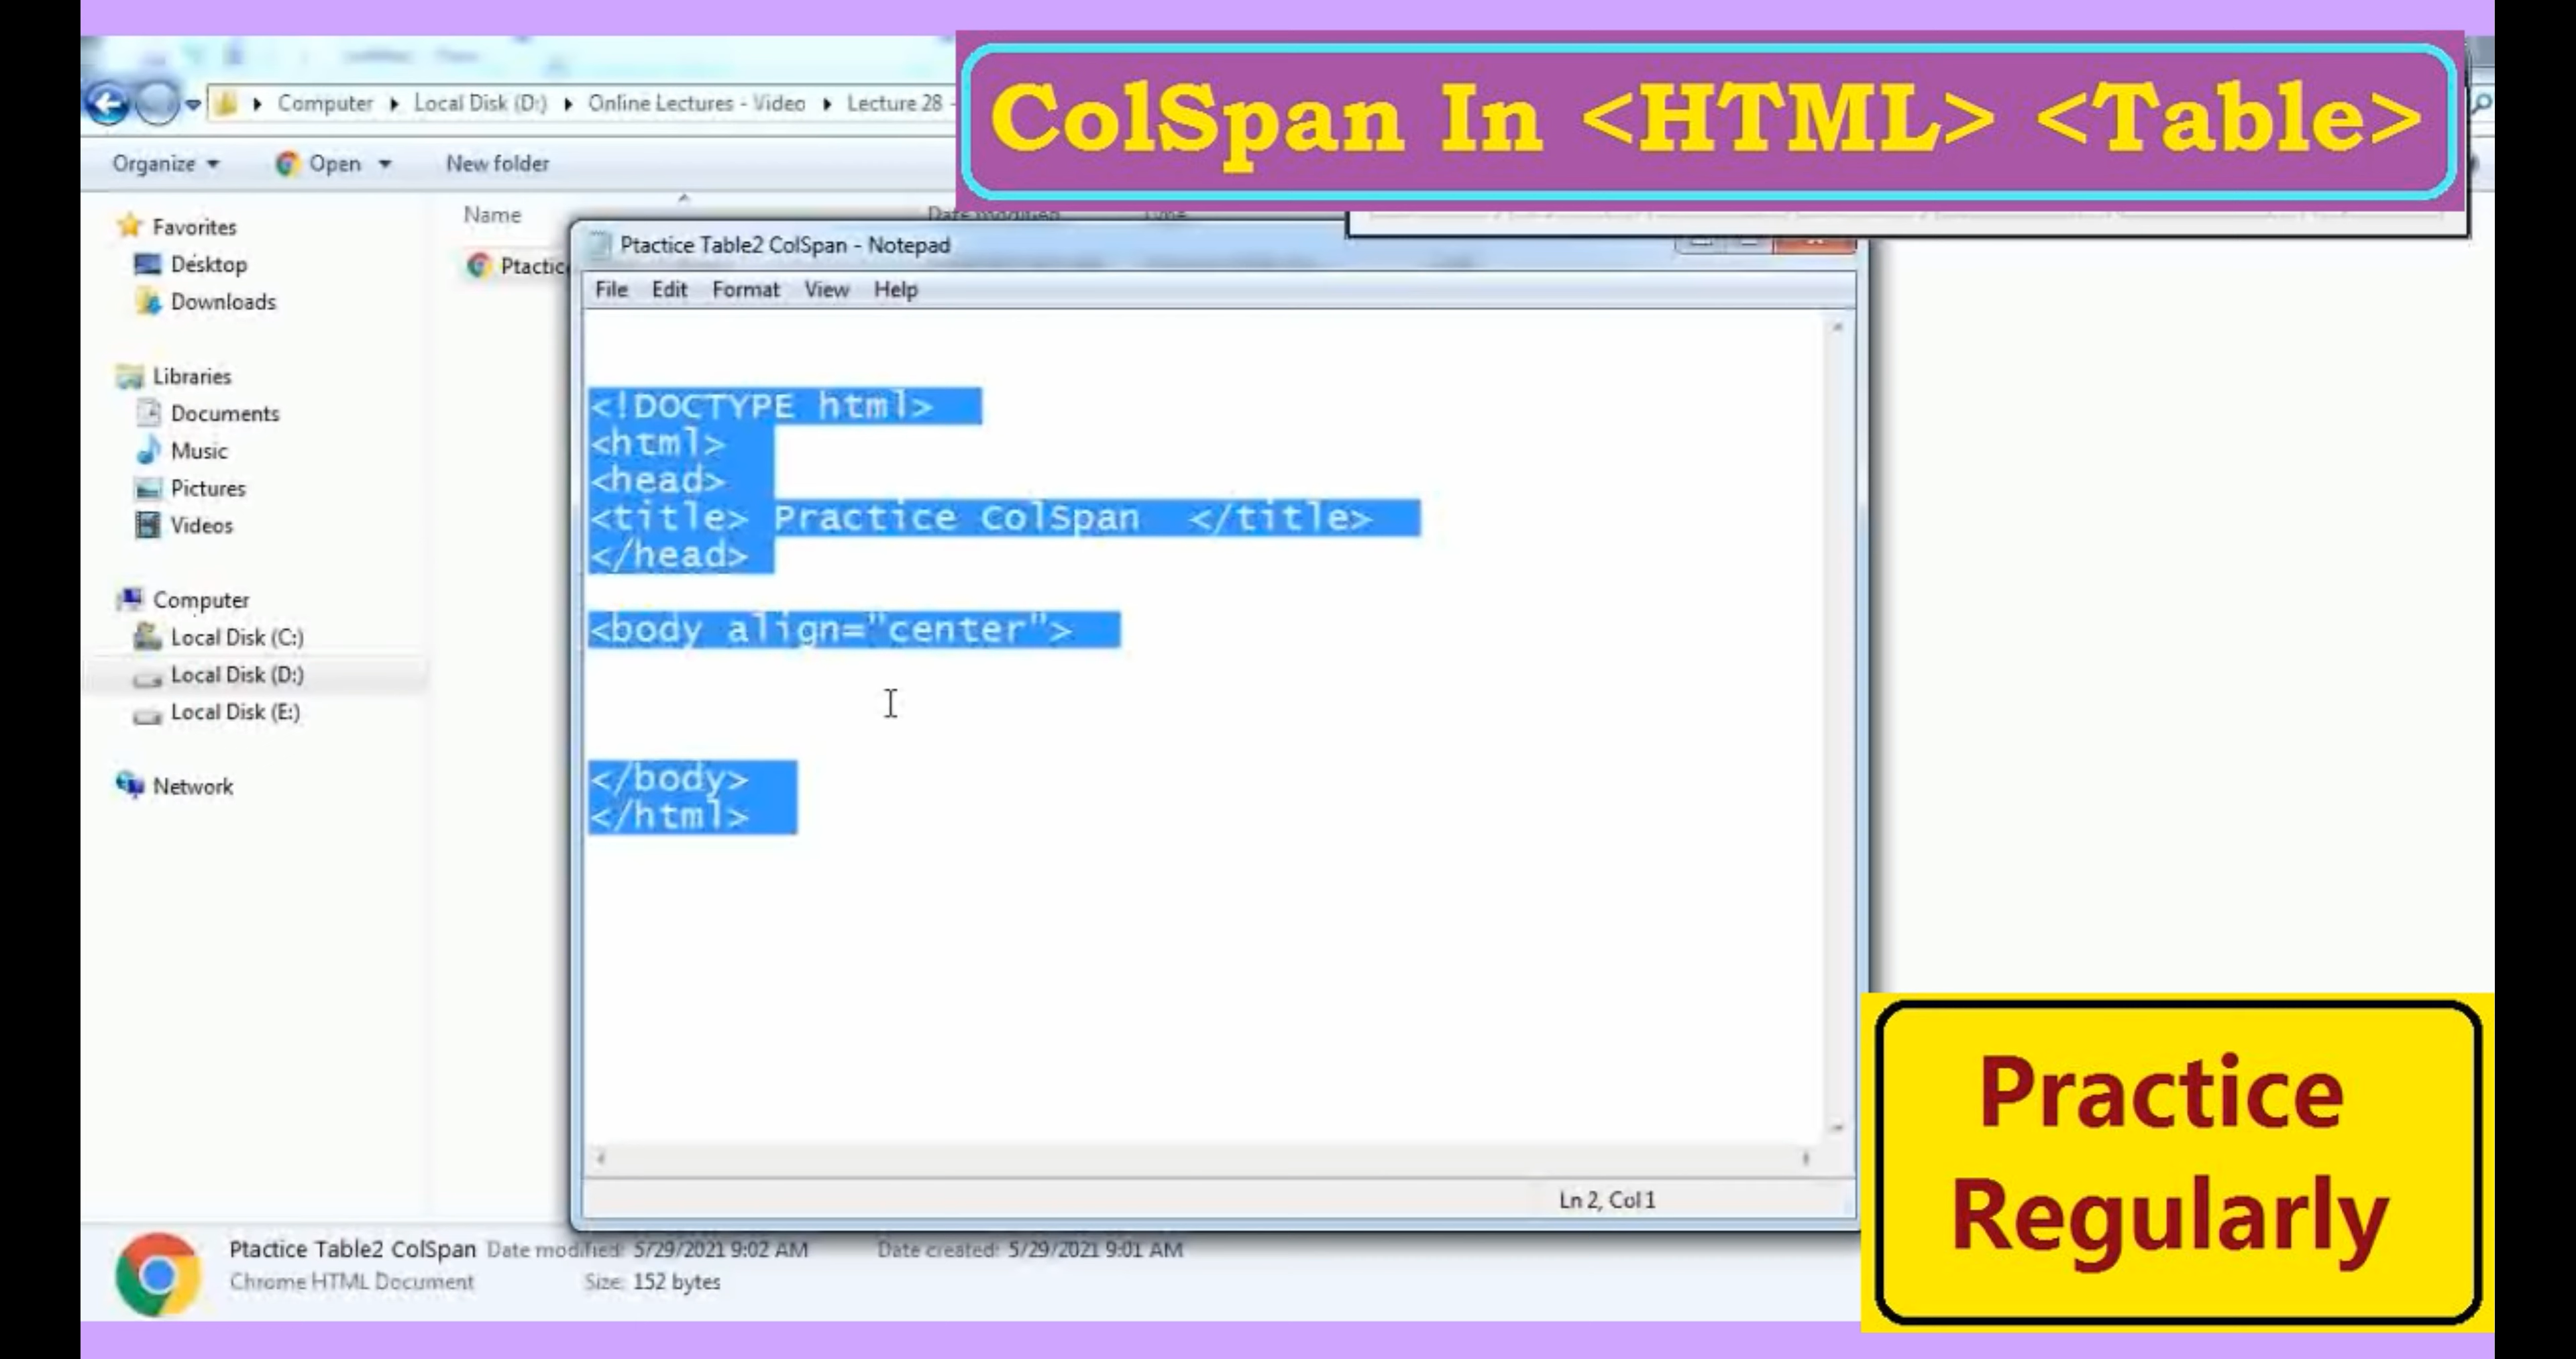 ColSpan In <HTML> <Table>
Computer Local Disk (D:) Online Lectures - Video Lecture 28 -
Organize Open New folder
Name Date modified Type
Favorites
Desktop
Downloads
Libraries
Documents
Music
Pictures
Videos
Computer
Local Disk (C:)
Local Disk (D:)
Local Disk (E:)
Network
Ptactic
Ptactice Table2 ColSpan - Notepad
File Edit Format View Help
<!DOCTYPE html>
<html>
<head>
<title> Practice ColSpan </title>
</head>
<body align="center">
</body>
</html>
Ln 2, Col 1
Ptactice Table2 ColSpan Date modified: 5/29/2021 9:02 AM Date created: 5/29/2021 9:01 AM
Chrome HTML Document Size: 152 bytes
Practice
Regularly